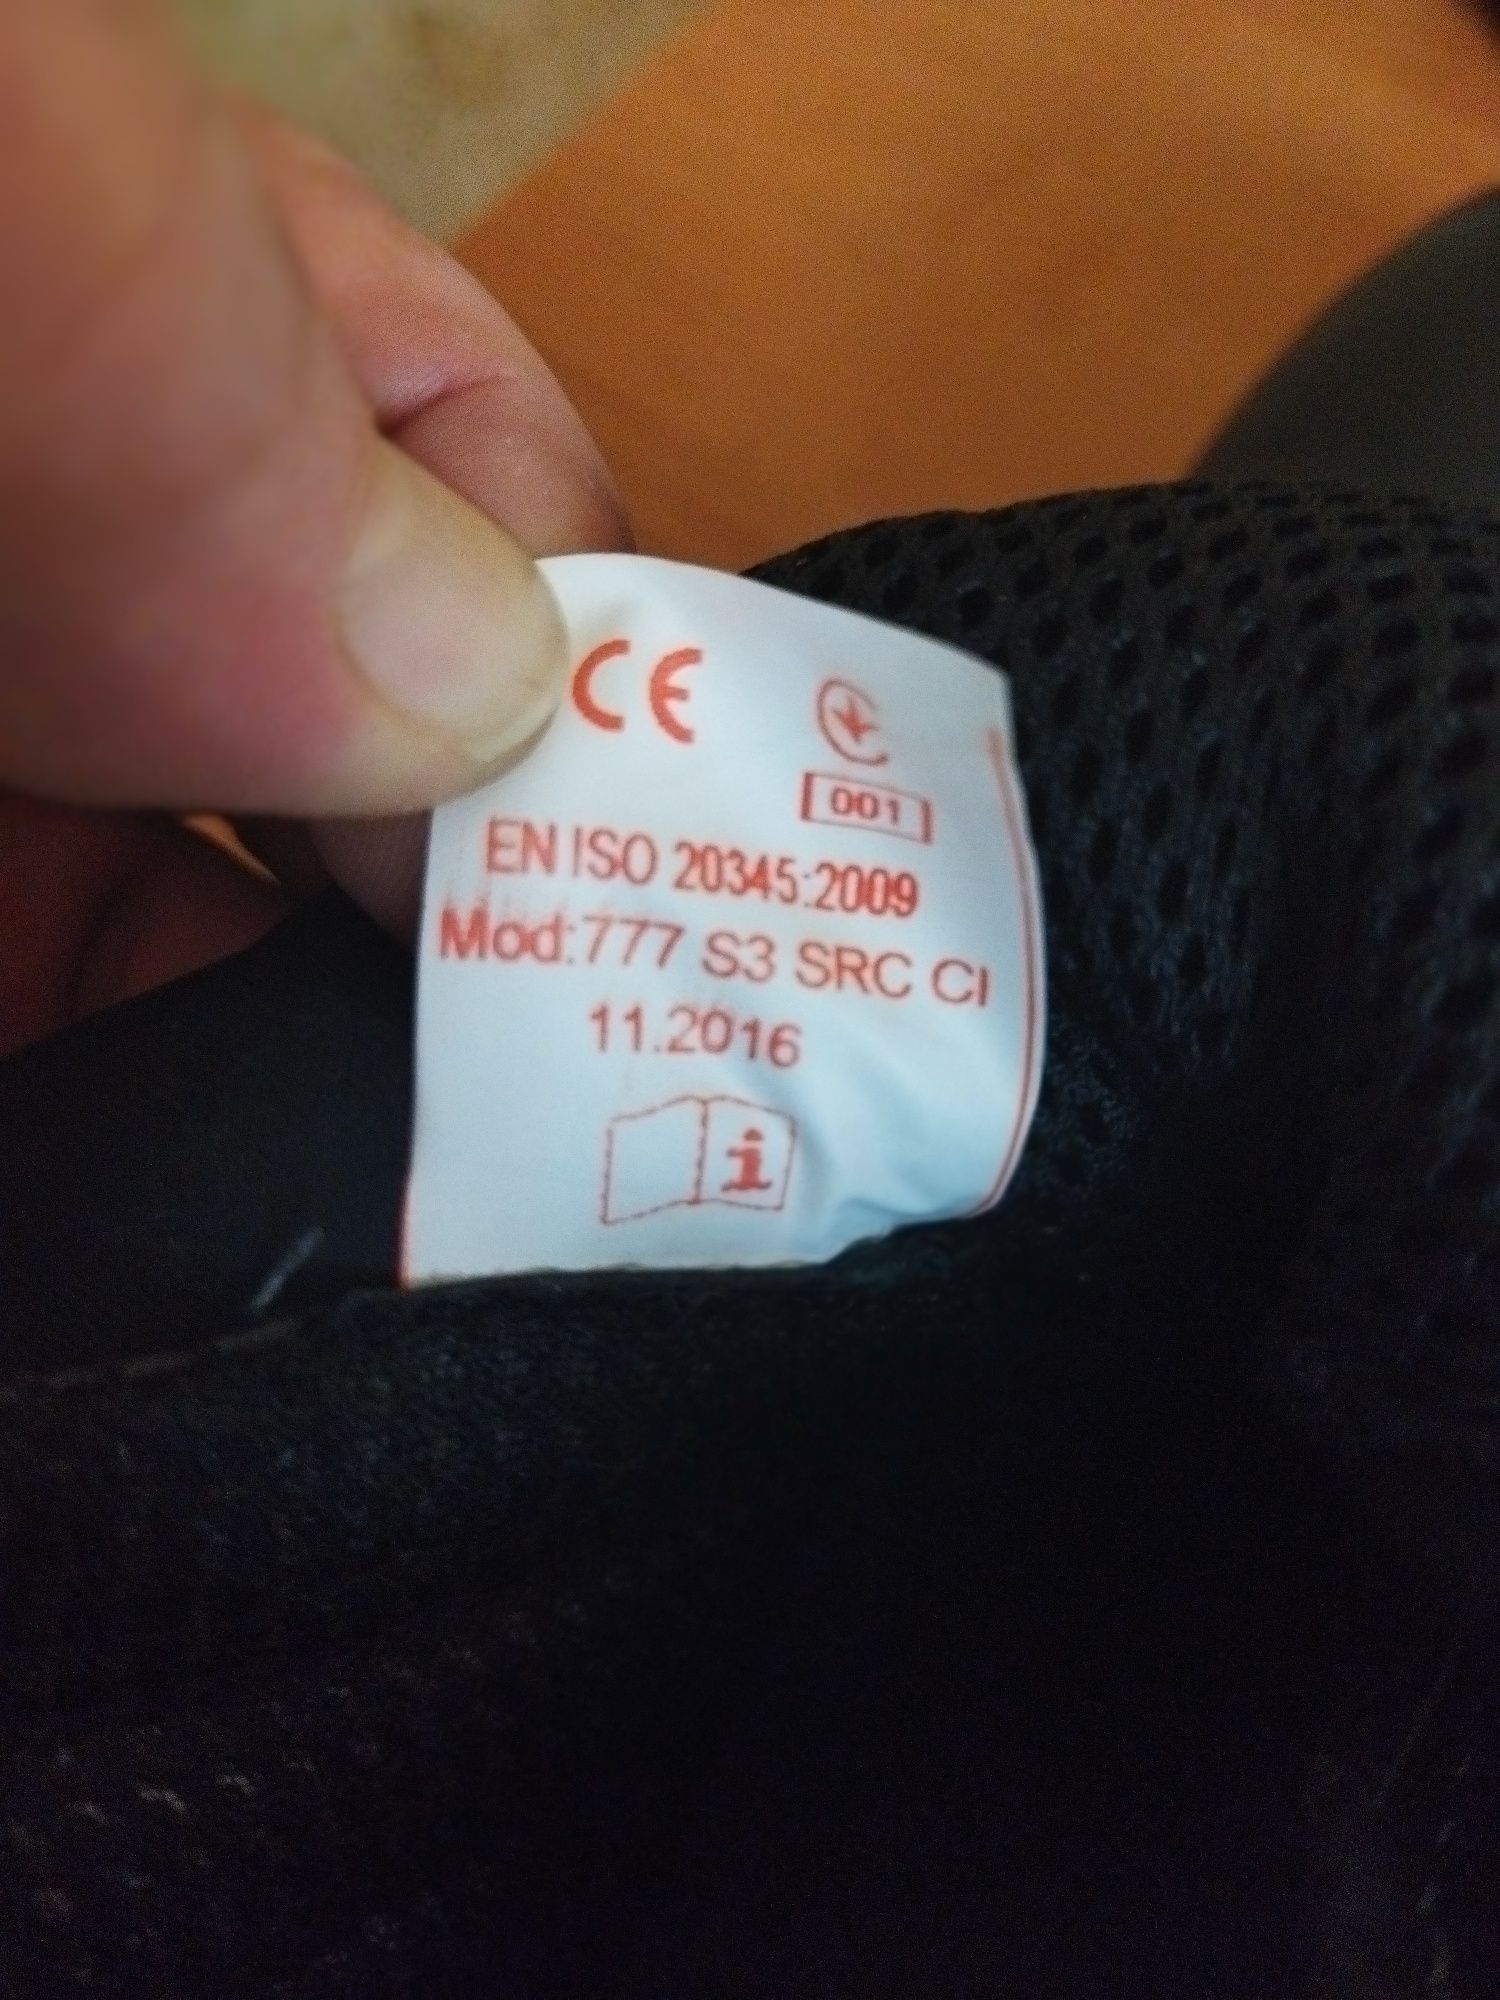 CE
001
EN ISO 20345:2009
Mod:777 S3 SRC CI
11.2016
i